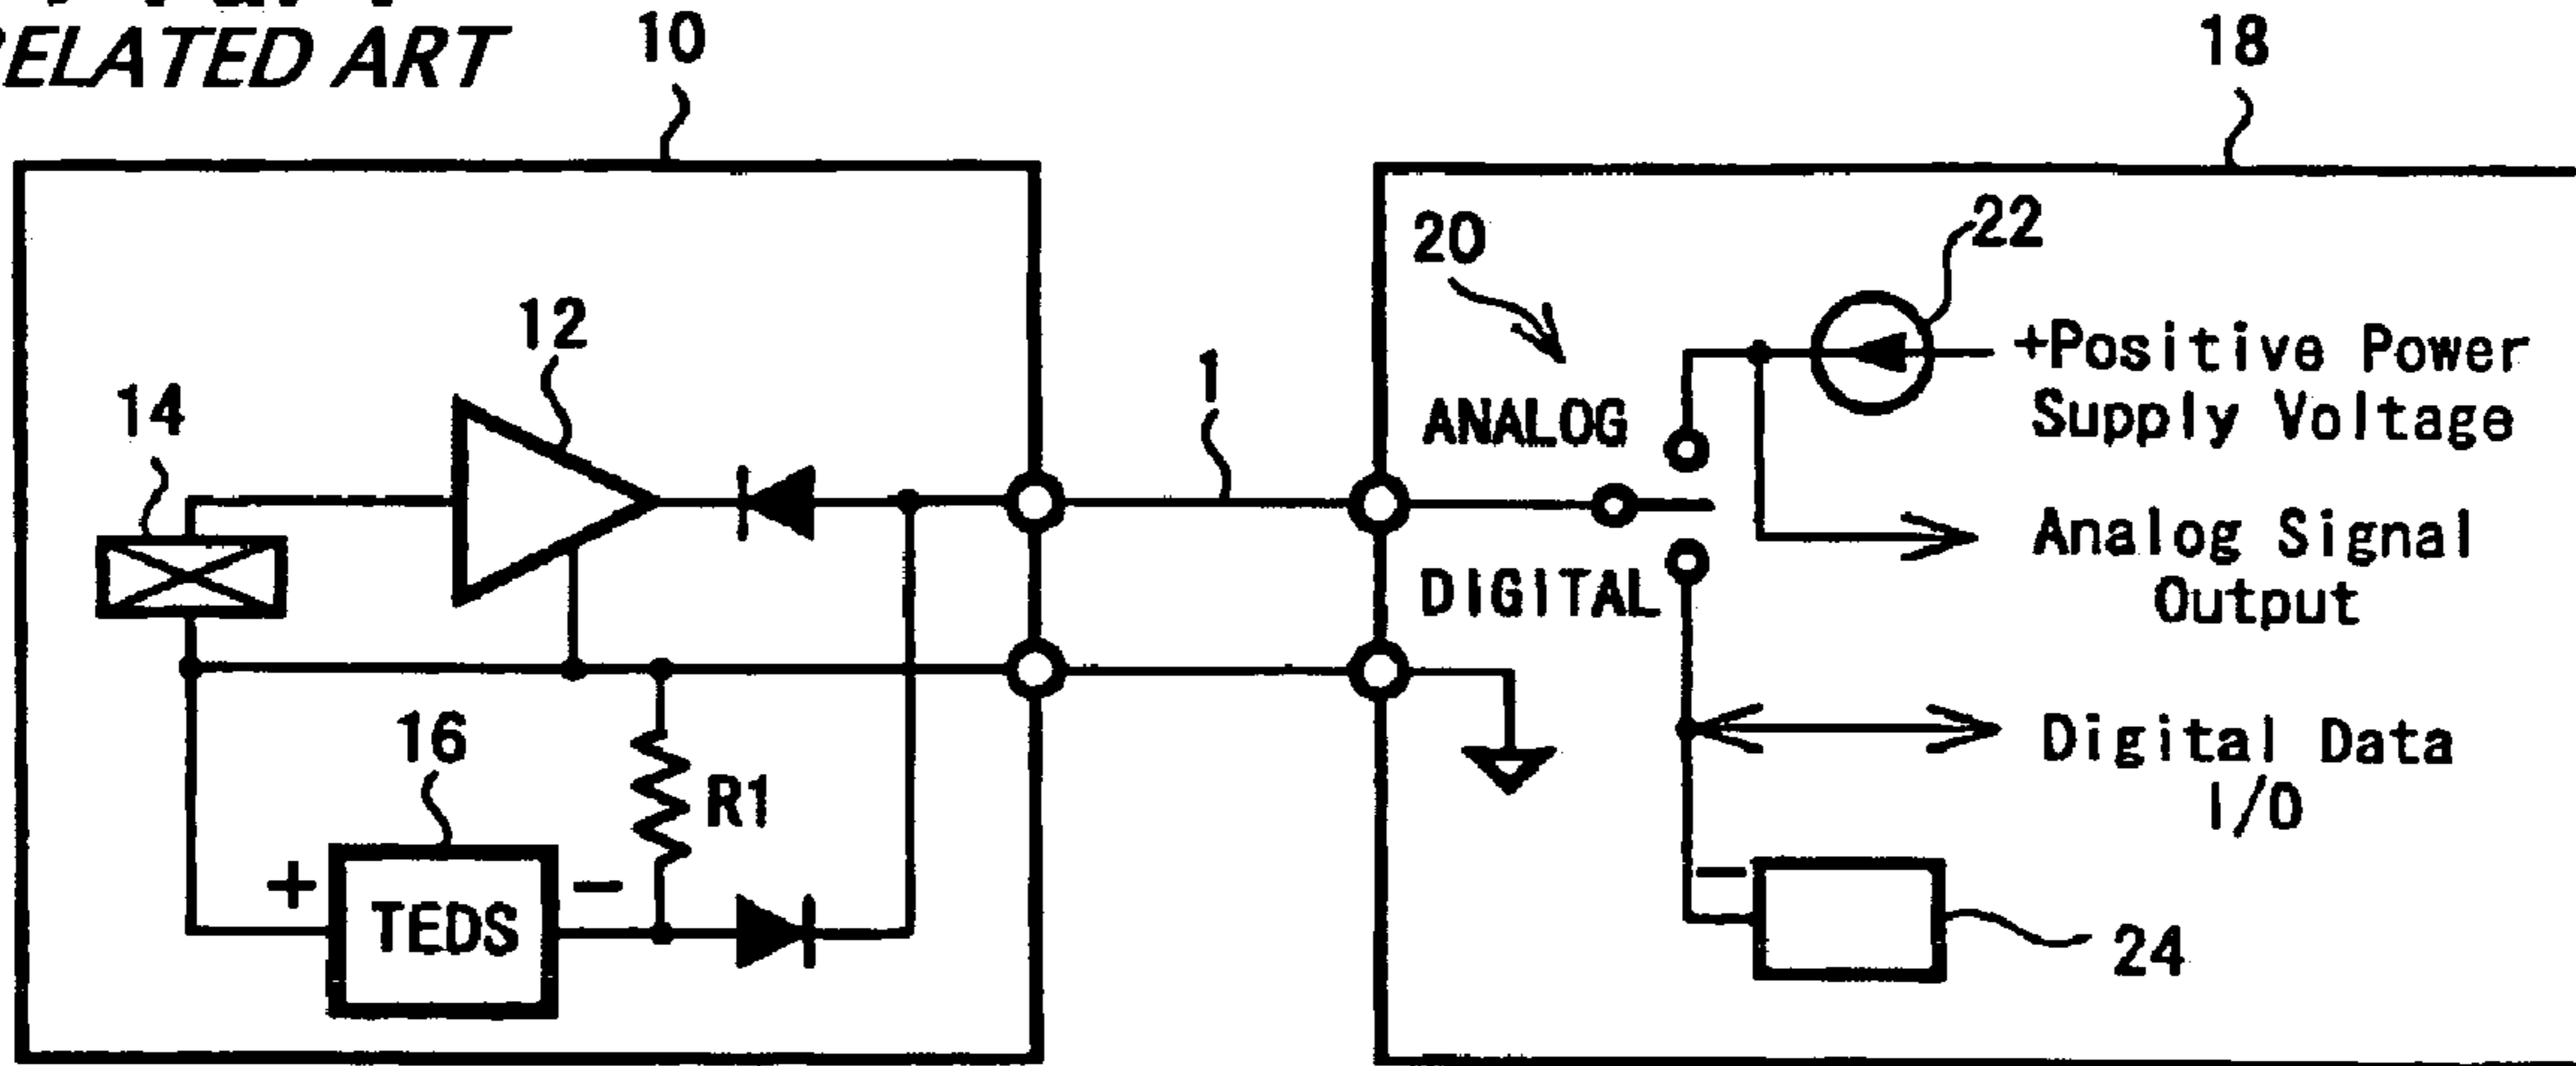 RELATED ART
10
18
20
22
12
+Positive Power
Supply Voltage
1
14
ANALOG
Analog Signal
Output
DIGITAL
16
Digital Data
I/O
R1
+
−
−
TEDS
24